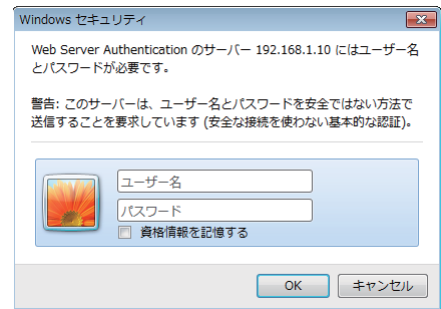 Windows セキュリティ
Web Server Authentication のサーバー 192.168.1.10 にはユーザー名
とパスワードが必要です。
警告: このサーバーは、ユーザー名とパスワードを安全ではない方法で
送信することを要求しています (安全な接続を使わない基本的な認証)。
ユーザー名
パスワード
資格情報を記憶する
OK キャンセル